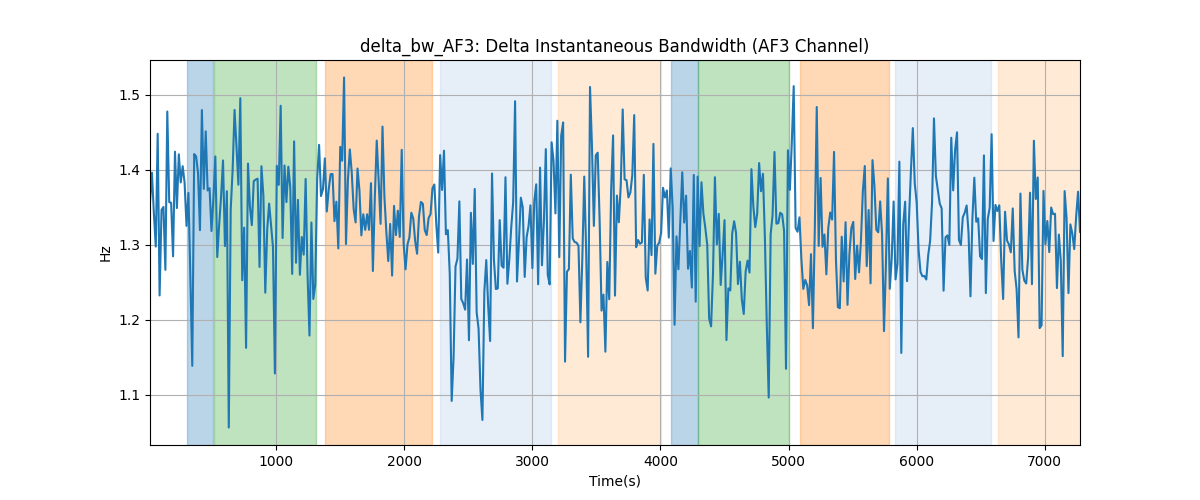 delta_bw_AF3: Delta Instantaneous Bandwidth (AF3 Channel)
Hz
1.5
1.4
1.3
1.2
1.1
1000 2000 3000 4000 5000 6000 7000
Time(s)